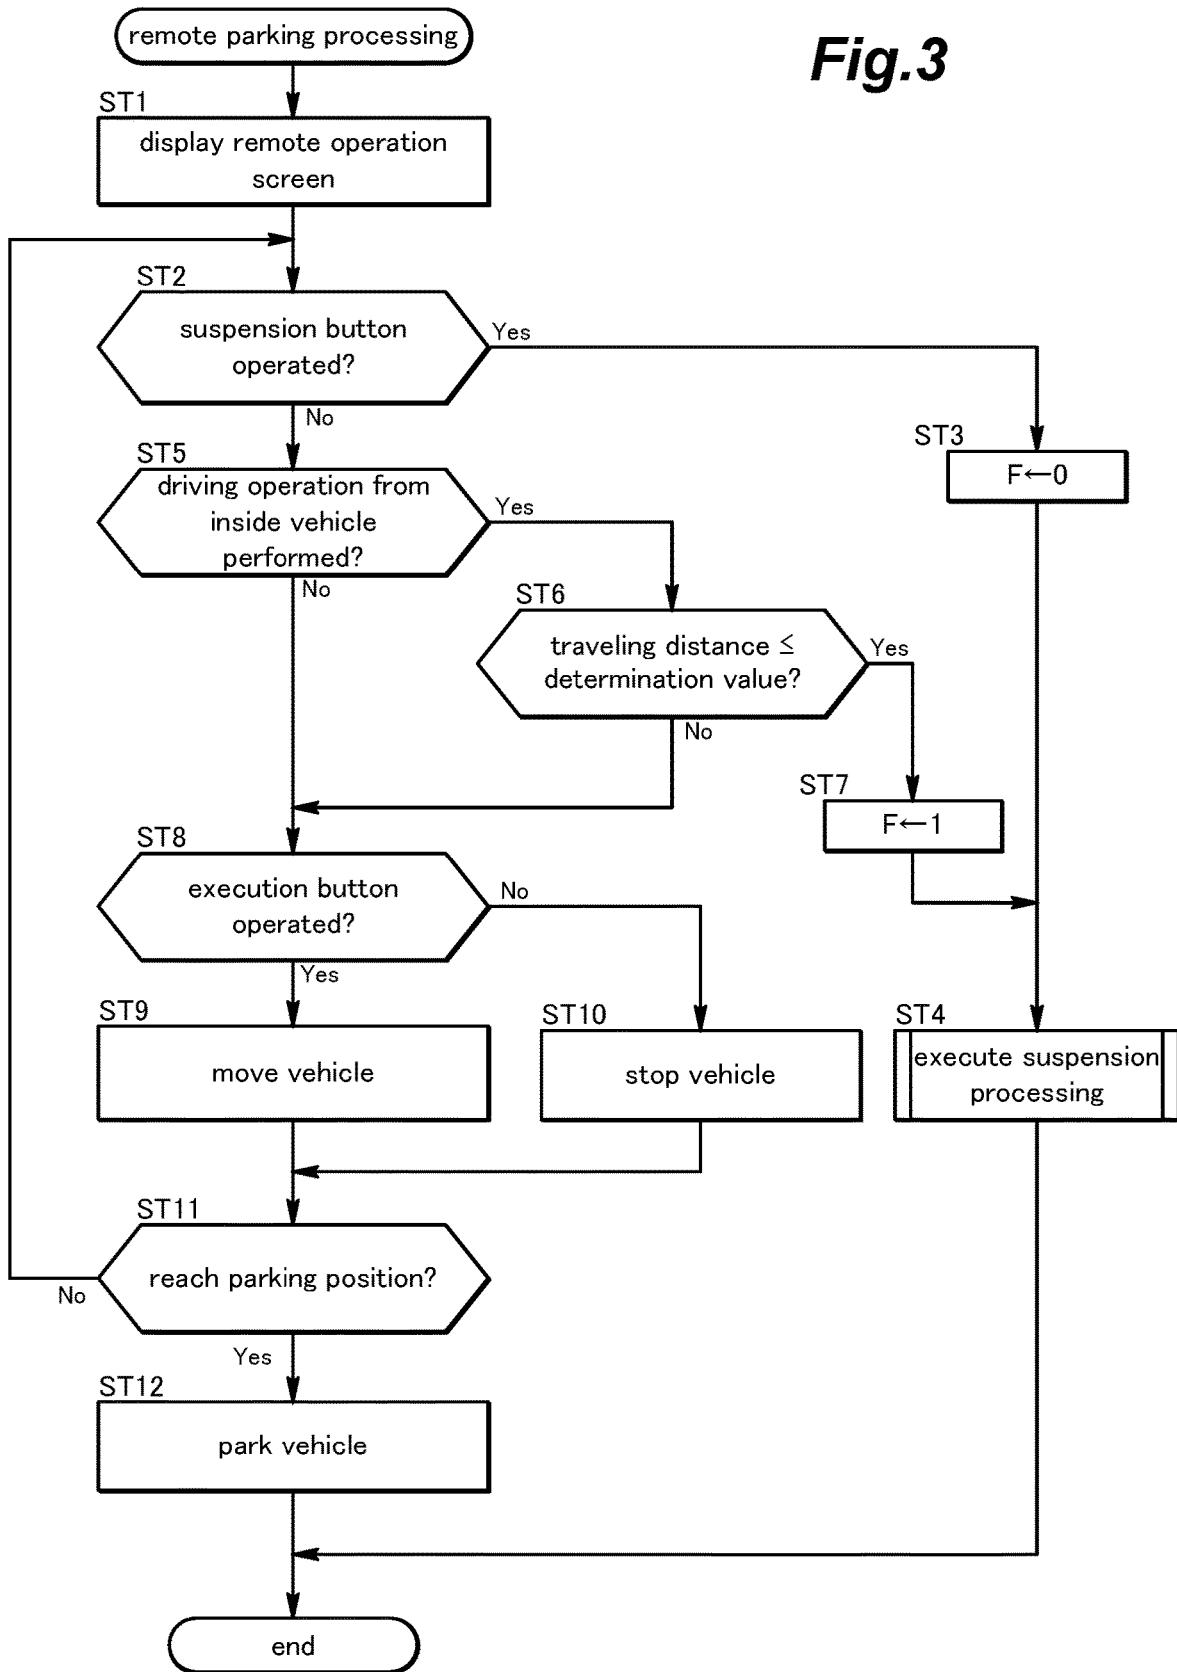 remote parking processing
Fig.3
ST1
display remote operation
screen
ST2
suspension button
operated?
Yes
No
ST3
F←0
ST5
driving operation from
inside vehicle
performed?
Yes
No
ST6
traveling distance ≦
determination value?
Yes
No
ST7
F←1
ST8
execution button
operated?
No
Yes
ST9
move vehicle
ST10
stop vehicle
ST4
execute suspension
processing
ST11
reach parking position?
No
Yes
ST12
park vehicle
end